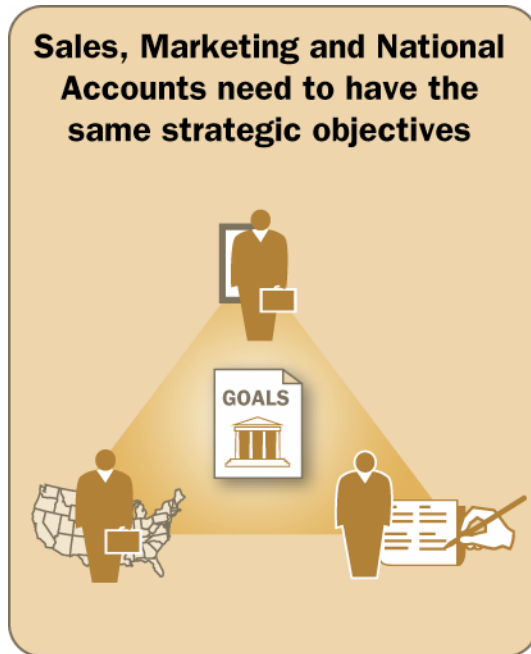 Sales, Marketing and National
Accounts need to have the
same strategic objectives
GOALS